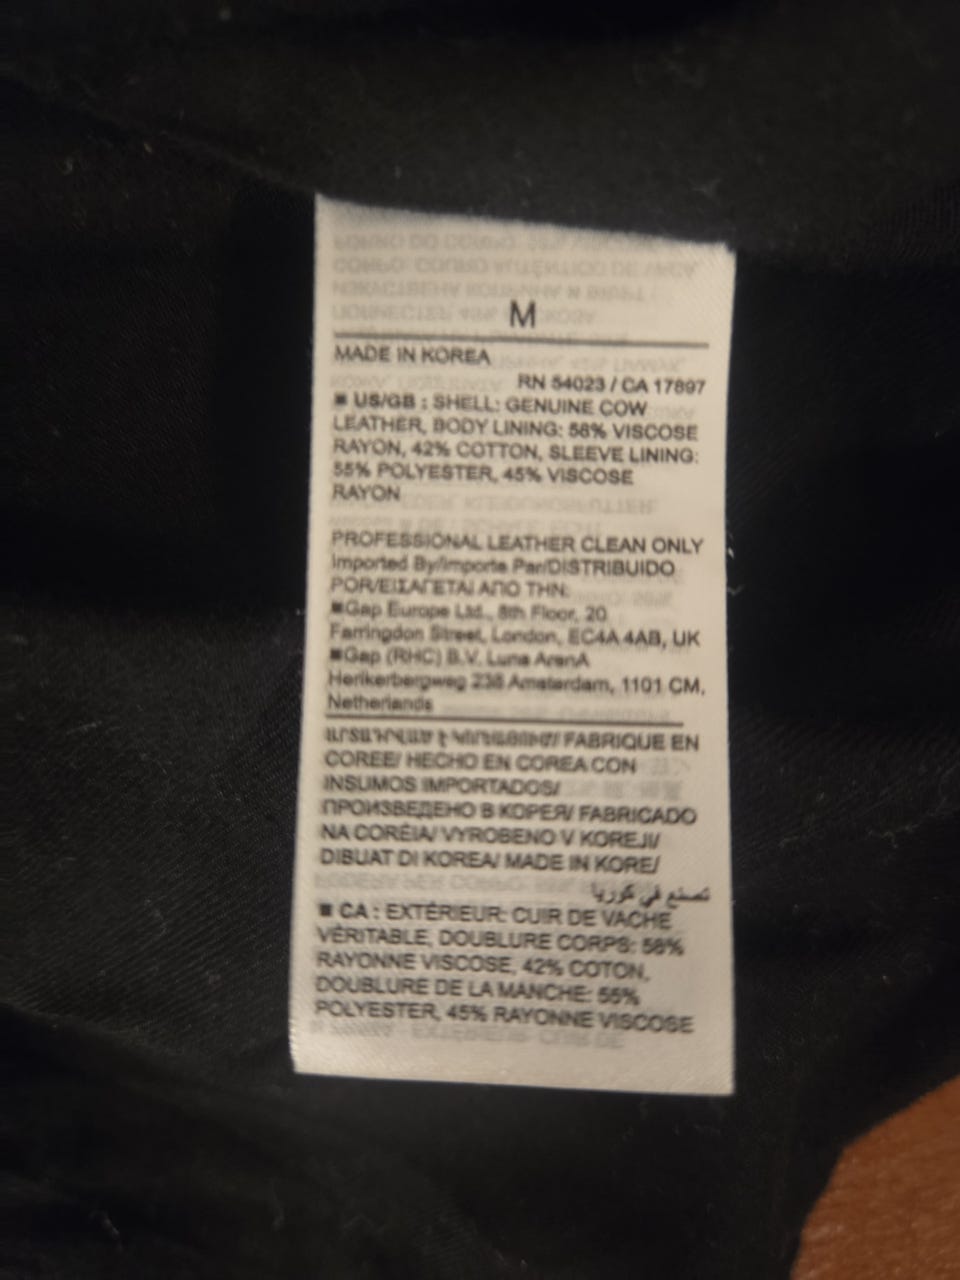 M
MADE IN KOREA
RN 54023 / CA 17897
■ US/GB : SHELL: GENUINE COW
LEATHER, BODY LINING: 58% VISCOSE
RAYON, 42% COTTON, SLEEVE LINING:
55% POLYESTER, 45% VISCOSE
RAYON
PROFESSIONAL LEATHER CLEAN ONLY
Imported By/Importe Par/DISTRIBUIDO
POR/ΕΙΣΑΓΕΤΑΙ ΑΠΟ ΤΗΝ:
■Gap Europe Ltd., 8th Floor, 20
Farringdon Street, London, EC4A 4AB, UK
■Gap (RHC) B.V. Luna ArenA
Herikerbergweg 238 Amsterdam, 1101 CM,
Netherlands
FABRIQUE EN
COREE/ HECHO EN COREA CON
INSUMOS IMPORTADOS/
ПРОИЗВЕДЕНО В КОРЕЯ/ FABRICADO
NA CORÉIA/ VYROBENO V KOREJI/
DIBUAT DI KOREA/ MADE IN KORE/
تصنع في كوريا
■ CA : EXTÉRIEUR: CUIR DE VACHE
VÉRITABLE, DOUBLURE CORPS: 58%
RAYONNE VISCOSE, 42% COTON,
DOUBLURE DE LA MANCHE: 55%
POLYESTER, 45% RAYONNE VISCOSE